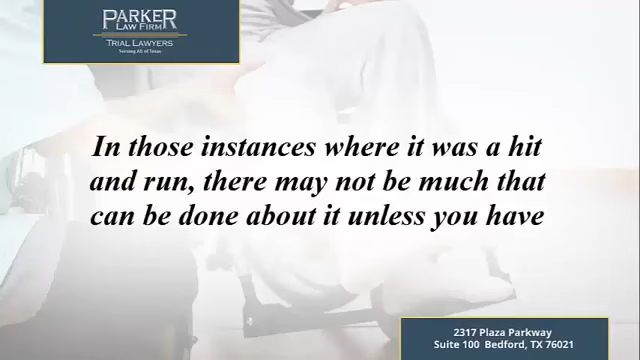 PARKER
LAW FIRM
TRIAL LAWYERS
Serving All of Texas
In those instances where it was a hit
and run, there may not be much that
can be done about it unless you have
2317 Plaza Parkway
Suite 100 Bedford, TX 76021